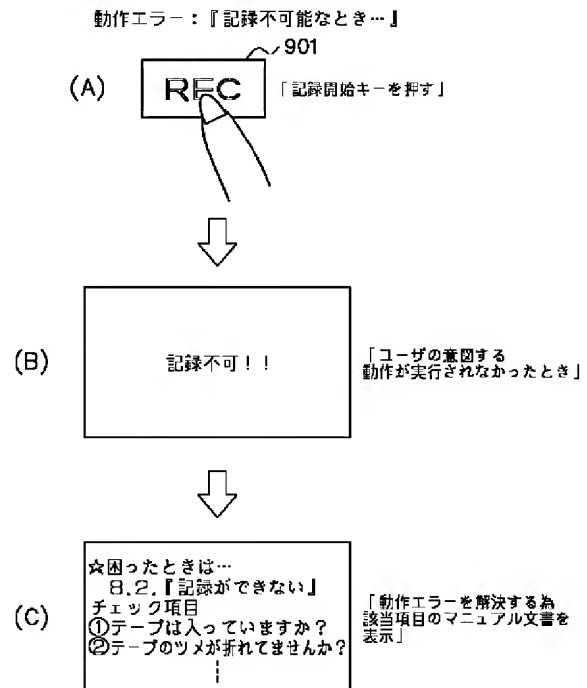 動作エラー：『記録不可能なとき…』
901
(A)
REC
「記録開始キーを押す」
(B)
記録不可！！
「ユーザの意図する
動作が実行されなかったとき」
(C)
☆困ったときは…
8.2.『記録ができない』
チェック項目
①テープは入っていますか？
②テープのツメが折れてませんか？
「動作エラーを解決する為
該当項目のマニュアル文書を
表示」